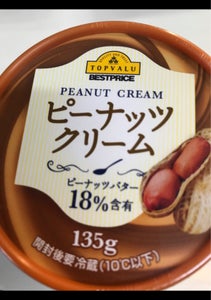 TOPVALU
BESTPRICE
PEANUT CREAM
ピーナッツ
クリーム
ピーナッツバター
18%含有
135g
開封後要冷蔵(10℃以下)